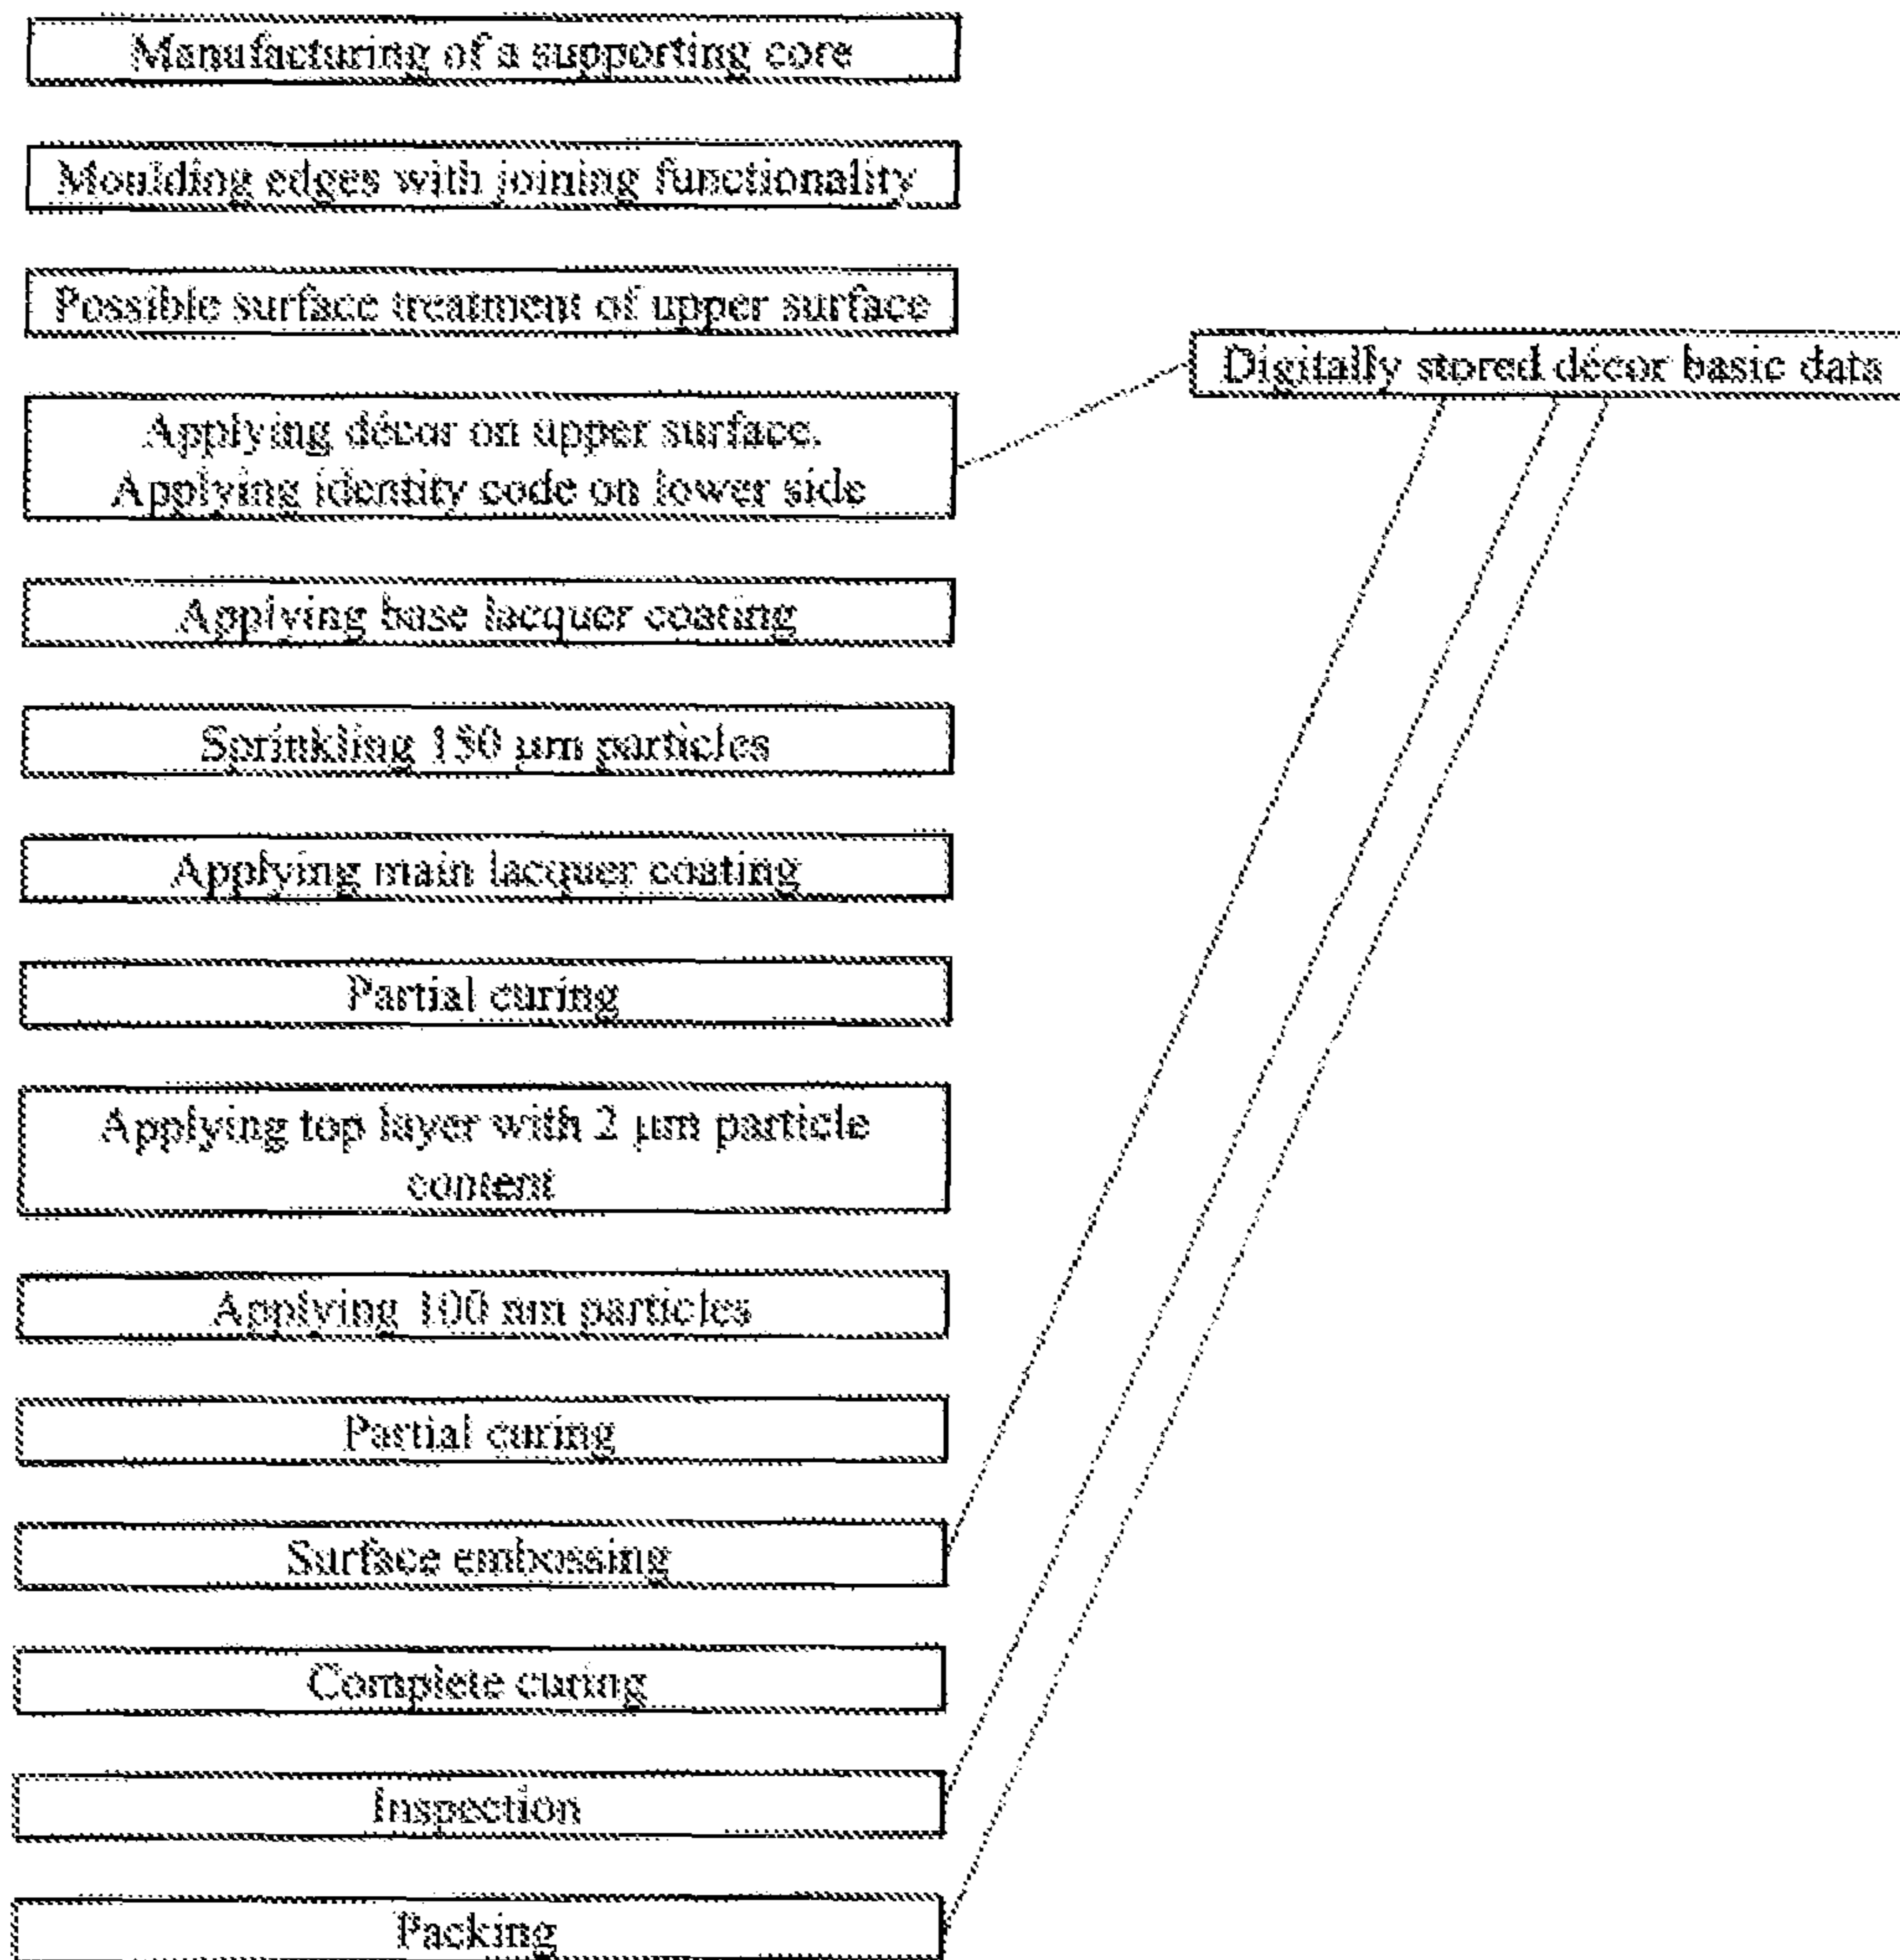 Manufacturing of a supporting core
Moulding edges with joining functionality
Possible surface treatment of upper surface
Digitally stored décor basic data
Applying décor on upper surface.
Applying identity code on lower side
Applying base lacquer coating
Sprinkling 150 µm particles
Applying main lacquer coating
Partial curing
Applying top layer with 2 µm particle
content
Applying 100 nm particles
Partial curing
Surface embossing
Complete curing
Inspection
Packing